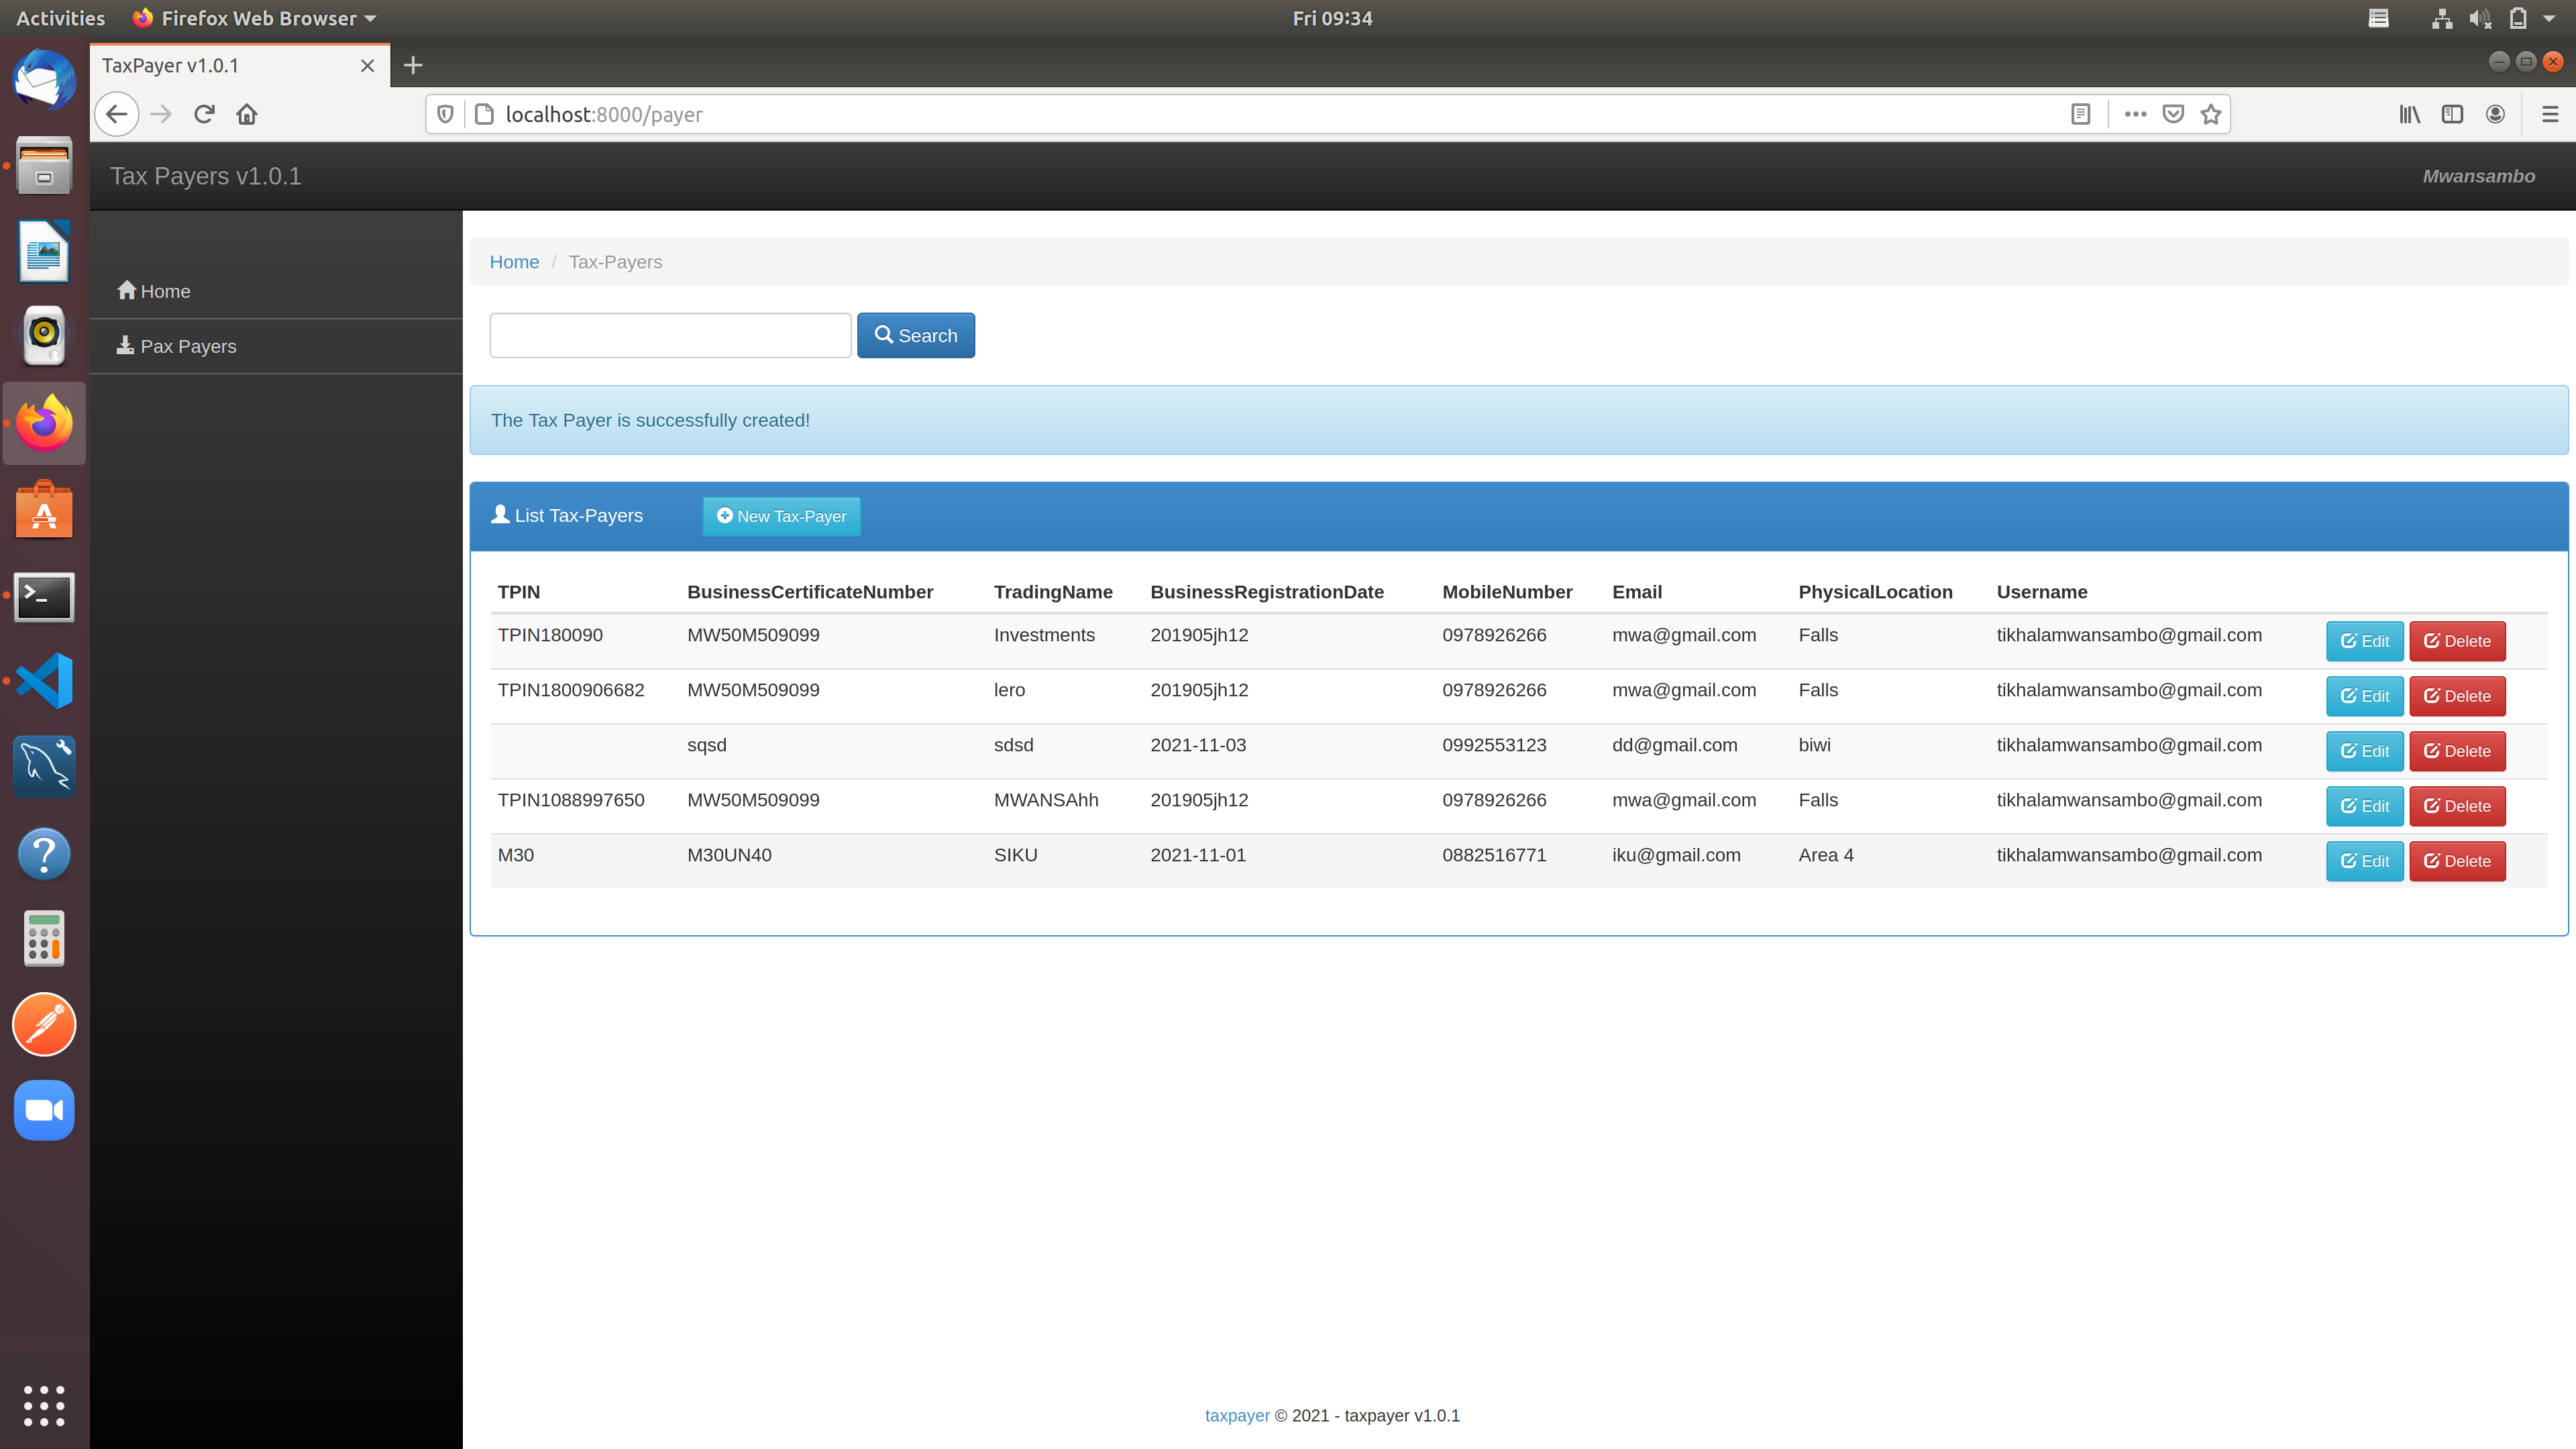 Activities Firefox Web Browser Fri 09:34
TaxPayer v1.0.1
localhost:8000/payer
Tax Payers v1.0.1 Mwansambo
Home
Pax Payers
Home / Tax-Payers
Search
The Tax Payer is successfully created!
List Tax-Payers New Tax-Payer
TPIN BusinessCertificateNumber TradingName BusinessRegistrationDate MobileNumber Email PhysicalLocation Username
TPIN180090 MW50M509099 Investments 201905jh12 0978926266 mwa@gmail.com Falls tikhalamwansambo@gmail.com Edit Delete
TPIN1800906682 MW50M509099 lero 201905jh12 0978926266 mwa@gmail.com Falls tikhalamwansambo@gmail.com Edit Delete
sqsd sdsd 2021-11-03 0992553123 dd@gmail.com biwi tikhalamwansambo@gmail.com Edit Delete
TPIN1088997650 MW50M509099 MWANSAhh 201905jh12 0978926266 mwa@gmail.com Falls tikhalamwansambo@gmail.com Edit Delete
M30 M30UN40 SIKU 2021-11-01 0882516771 iku@gmail.com Area 4 tikhalamwansambo@gmail.com Edit Delete
taxpayer © 2021 - taxpayer v1.0.1